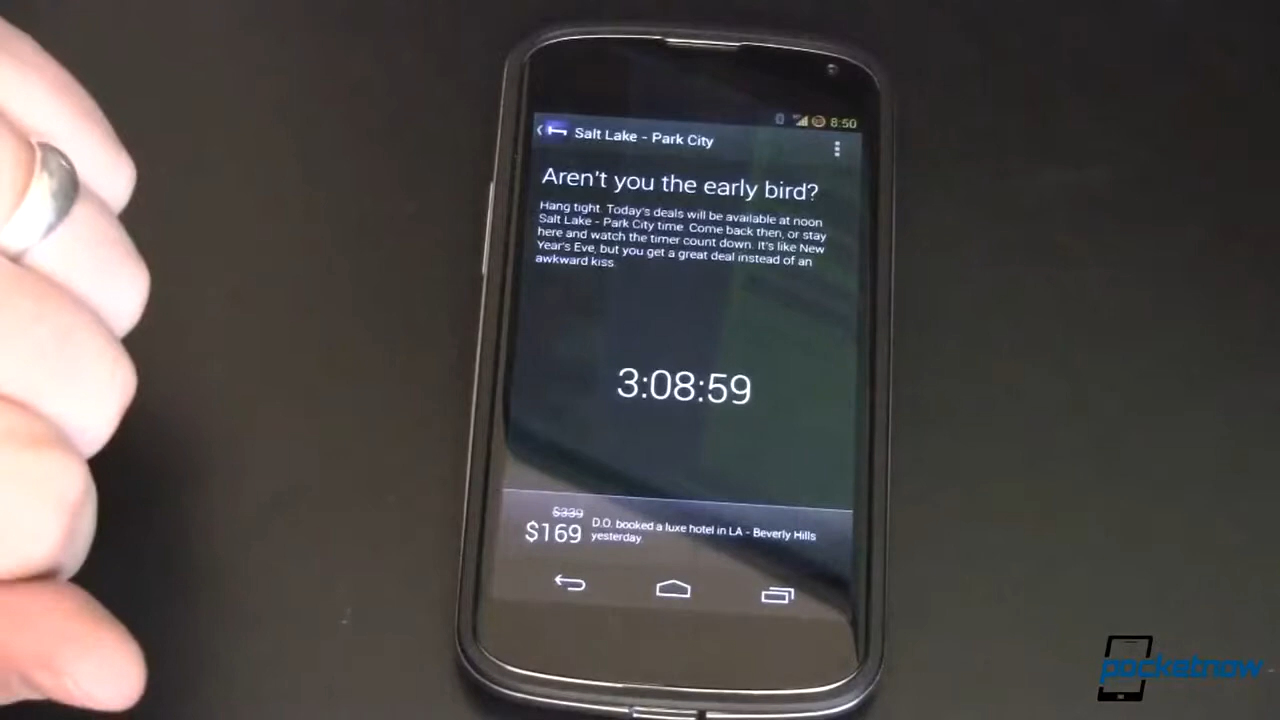 8:50
Salt Lake - Park City
Aren't you the early bird?
Hang tight. Today's deals will be available at noon
Salt Lake - Park City time. Come back then, or stay
here and watch the timer count down. It's like New
Year's Eve, but you get a great deal instead of an
awkward kiss.
3:08:59
$339
$169
D.O. booked a luxe hotel in LA - Beverly Hills
yesterday
pocketnow